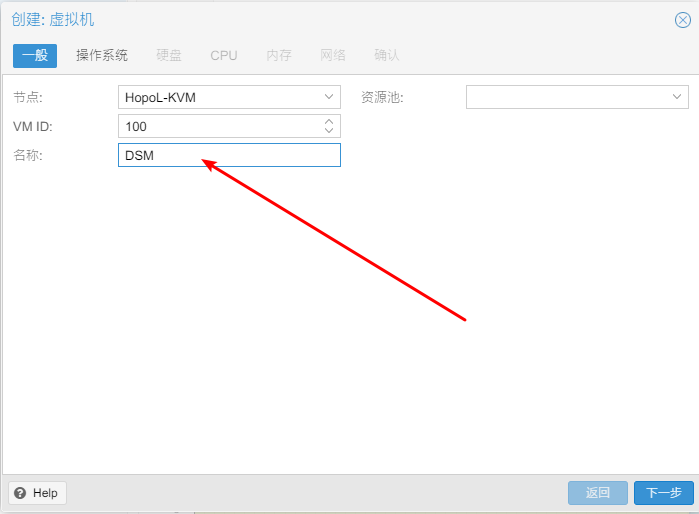 创建: 虚拟机
一般 操作系统 硬盘 CPU 内存 网络 确认
节点: HopoL-KVM 资源池:
VM ID: 100
名称: DSM
Help 返回 下一步